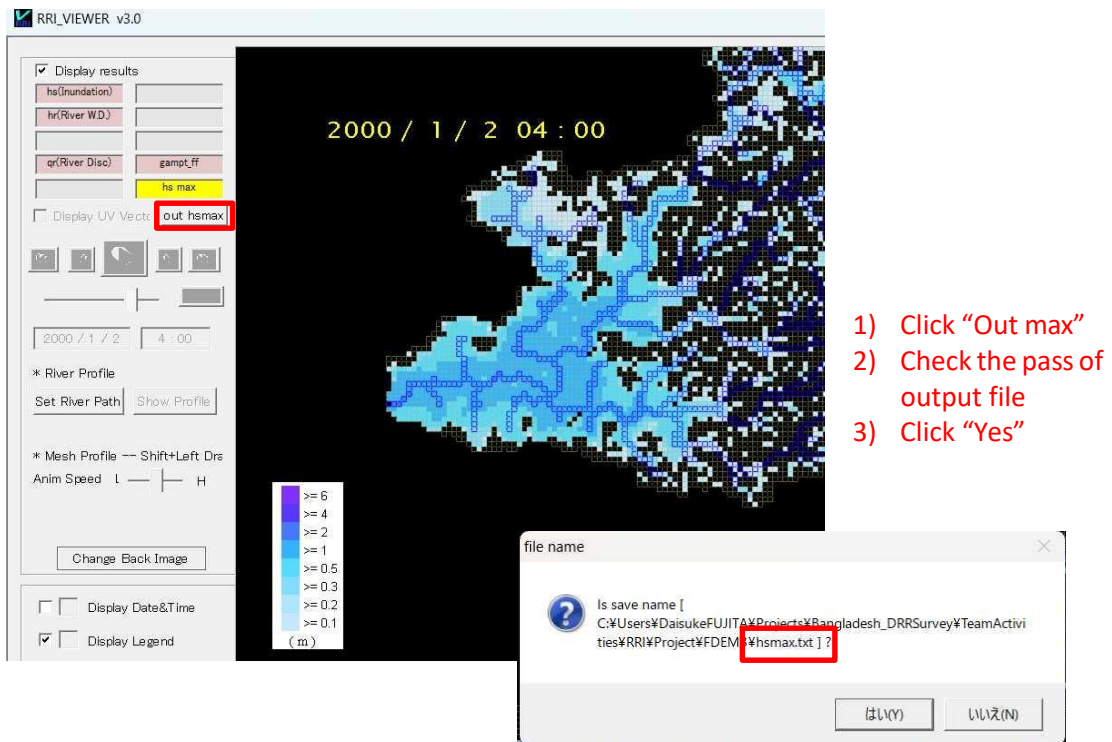 RRI_VIEWER v3.0
Display results
hs(Inundation)
hr(River W.D.)
qr(River Disc)
gampt_ff
hs max
Display UV Vectc
out hsmax
2000 / 1 / 2
4 : 00
* River Profile
Set River Path
Show Profile
* Mesh Profile -- Shift+Left Dra
Anim Speed L
H
Change Back Image
Display Date&Time
Display Legend
2000 / 1 / 2 04 : 00
>= 6
>= 4
>= 2
>= 1
>= 0.5
>= 0.3
>= 0.2
>= 0.1
( m )
1) Click “Out max”
2) Check the pass of
output file
3) Click “Yes”
file name
Is save name [
C:¥Users¥DaisukeFUJITA¥Projects¥Bangladesh_DRRSurvey¥TeamActivi
ties¥RRI¥Project¥FDEM3¥hsmax.txt ] ?
はい(Y)
いいえ(N)